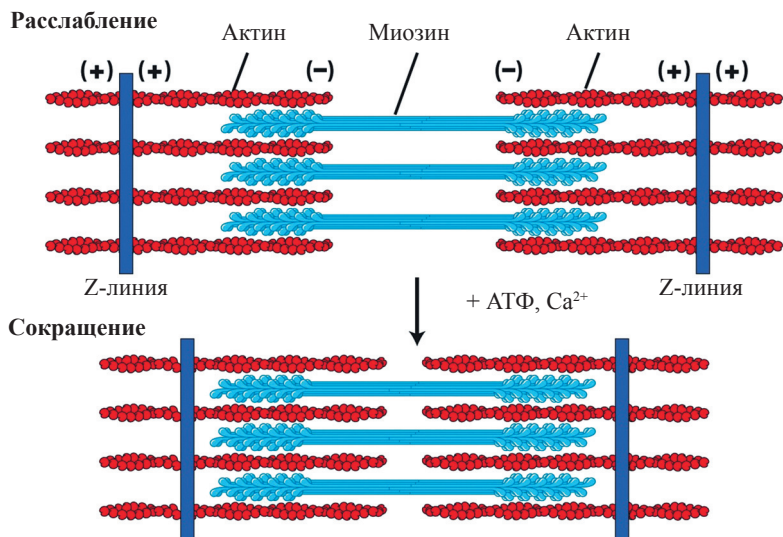 Расслабление
Актин Миозин Актин
(+) (+) (−) (−) (+) (+)
Z-линия Z-линия
+ АТФ, Ca²⁺
Сокращение